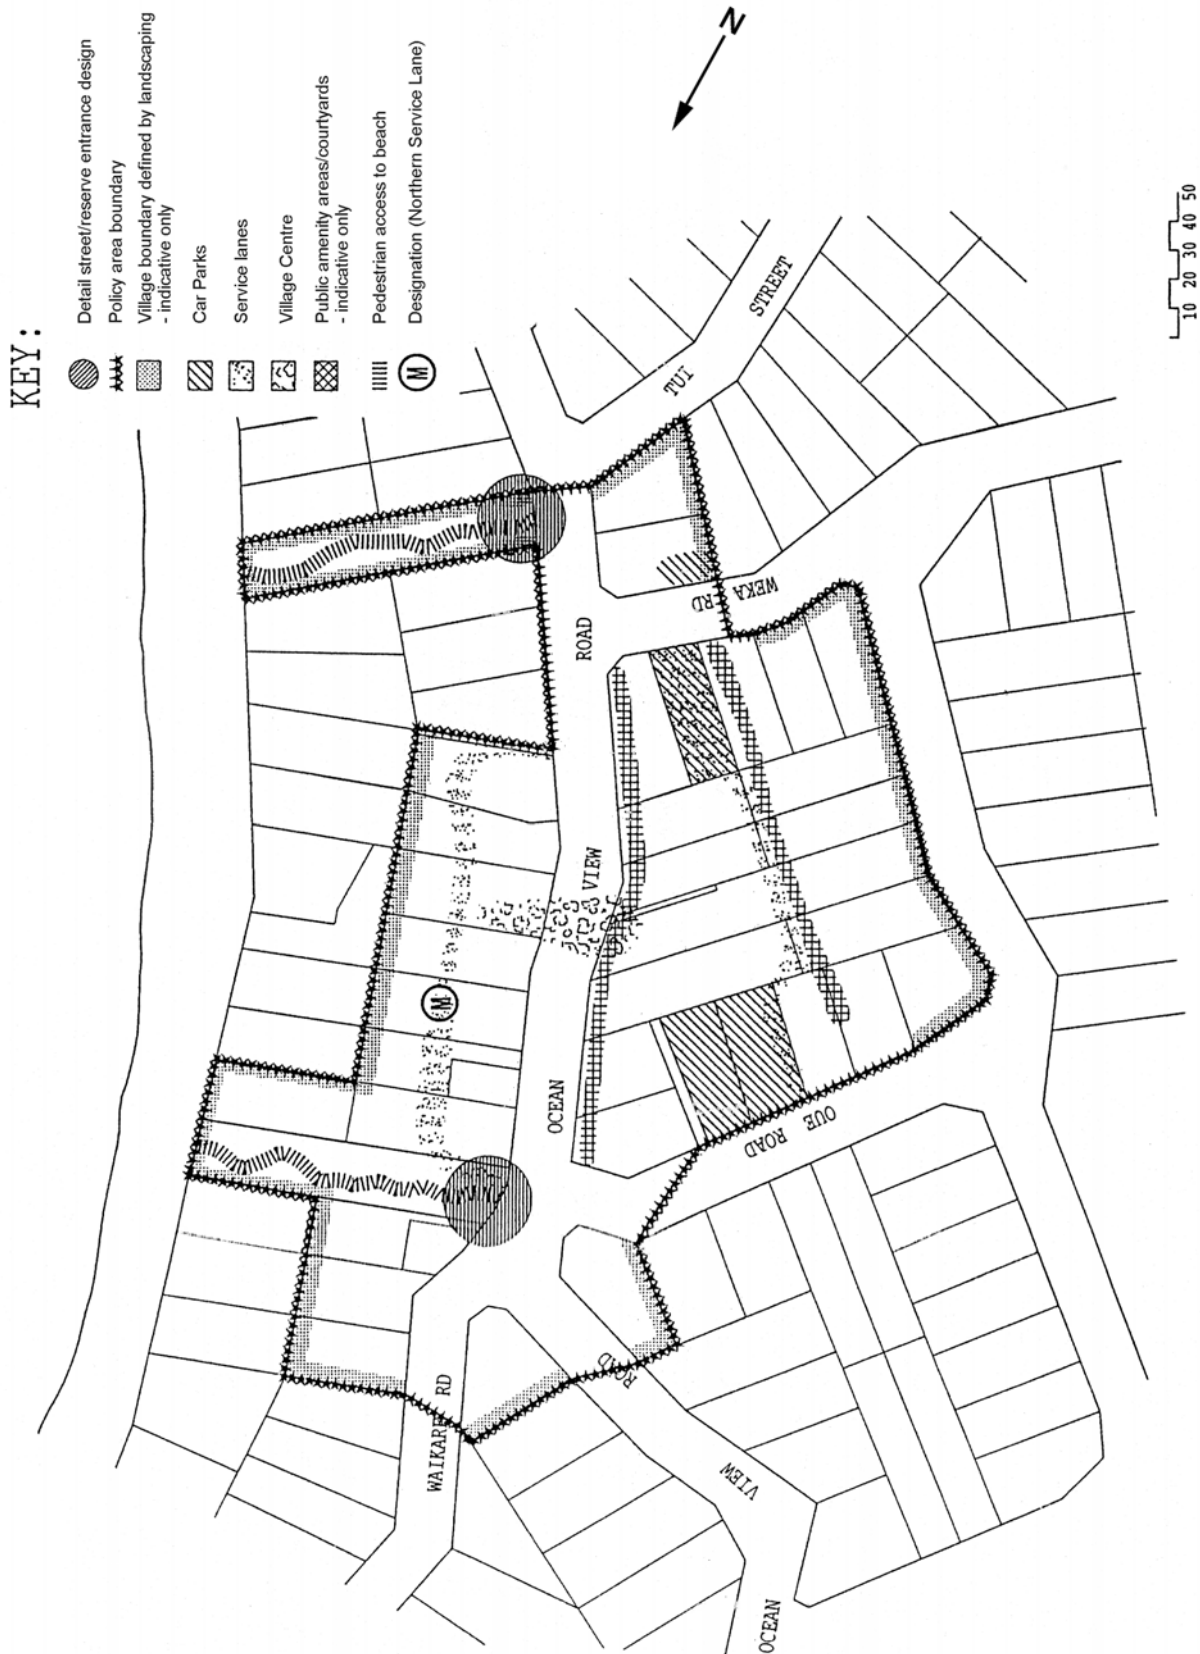 KEY:
Detail street/reserve entrance design
Policy area boundary
Village boundary defined by landscaping
- indicative only
Car Parks
Service lanes
Village Centre
Public amenity areas/courtyards
- indicative only
Pedestrian access to beach
M
Designation (Northern Service Lane)
N
10 20 30 40 50
TUI
STREET
WEKA
RD
OCEAN
VIEW
ROAD
M
OUE ROAD
WAIKARE RD
OCEAN
VIEW
ROAD